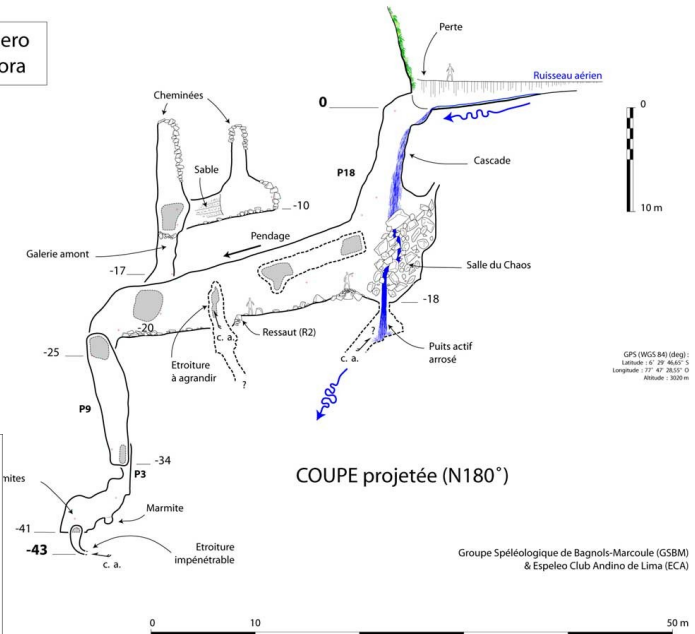 ero
ora
Perte
Ruisseau aérien
Cheminées
0
0
Sable
P18
Cascade
-10
10 m
Pendage
Galerie amont
Salle du Chaos
-17
-18
-20
Ressaut (R2)
?
c. a.
Puits actif
arrosé
c. a.
-25
Etroiture
à agrandir
?
GPS (WGS 84) (deg) :
Latitude : 6° 29' 46,65" S
Longitude : 77° 47' 28,55" O
Altitude : 3020 m
P9
-34
P3
COUPE projetée (N180°)
mites
Marmite
-41
-43
Etroiture
impénétrable
c. a.
Groupe Spéléologique de Bagnols-Marcoule (GSBM)
& Espeleo Club Andino de Lima (ECA)
0
10
50 m